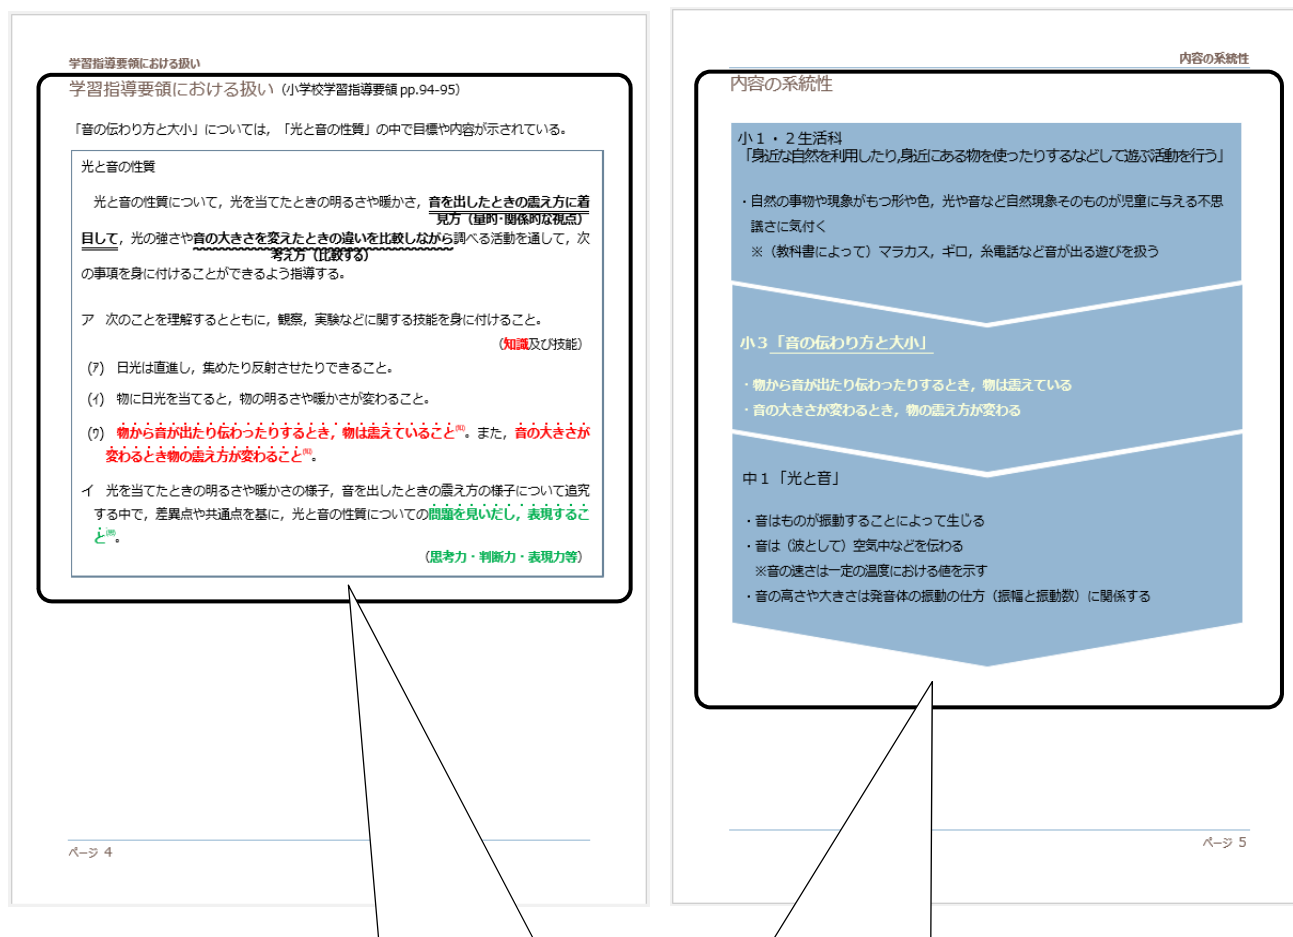 学習指導要領における扱い
学習指導要領における扱い（小学校学習指導要領 pp.94-95）
「音の伝わり方と大小」については，「光と音の性質」の中で目標や内容が示されている。
光と音の性質
光と音の性質について，光を当てたときの明るさや暖かさ，音を出したときの震え方に着
見方（量的・関係的な視点）
目して，光の強さや音の大きさを変えたときの違いを比較しながら調べる活動を通して，次
考え方（比較する）
の事項を身に付けることができるよう指導する。
ア　次のことを理解するとともに，観察，実験などに関する技能を身に付けること。
（知識及び技能）
(ｱ)　日光は直進し，集めたり反射させたりできること。
(ｲ)　物に日光を当てると，物の明るさや暖かさが変わること。
(ｳ)　物から音が出たり伝わったりするとき，物は震えていること。また，音の大きさが
変わるとき物の震え方が変わること。
イ　光を当てたときの明るさや暖かさの様子，音を出したときの震え方の様子について追究
する中で，差異点や共通点を基に，光と音の性質についての問題を見いだし，表現するこ
と。
（思考力・判断力・表現力等）
ページ 4
内容の系統性
内容の系統性
小１・２生活科
「身近な自然を利用したり,身近にある物を使ったりするなどして遊ぶ活動を行う」
・自然の事物や現象がもつ形や色，光や音など自然現象そのものが児童に与える不思
議さに気付く
※（教科書によって）マラカス，ギロ，糸電話など音が出る遊びを扱う
小３「音の伝わり方と大小」
・物から音が出たり伝わったりするとき，物は震えている
・音の大きさが変わるとき，物の震え方が変わる
中１「光と音」
・音はものが振動することによって生じる
・音は（波として）空気中などを伝わる
※音の速さは一定の温度における値を示す
・音の高さや大きさは発音体の振動の仕方（振幅と振動数）に関係する
ページ 5